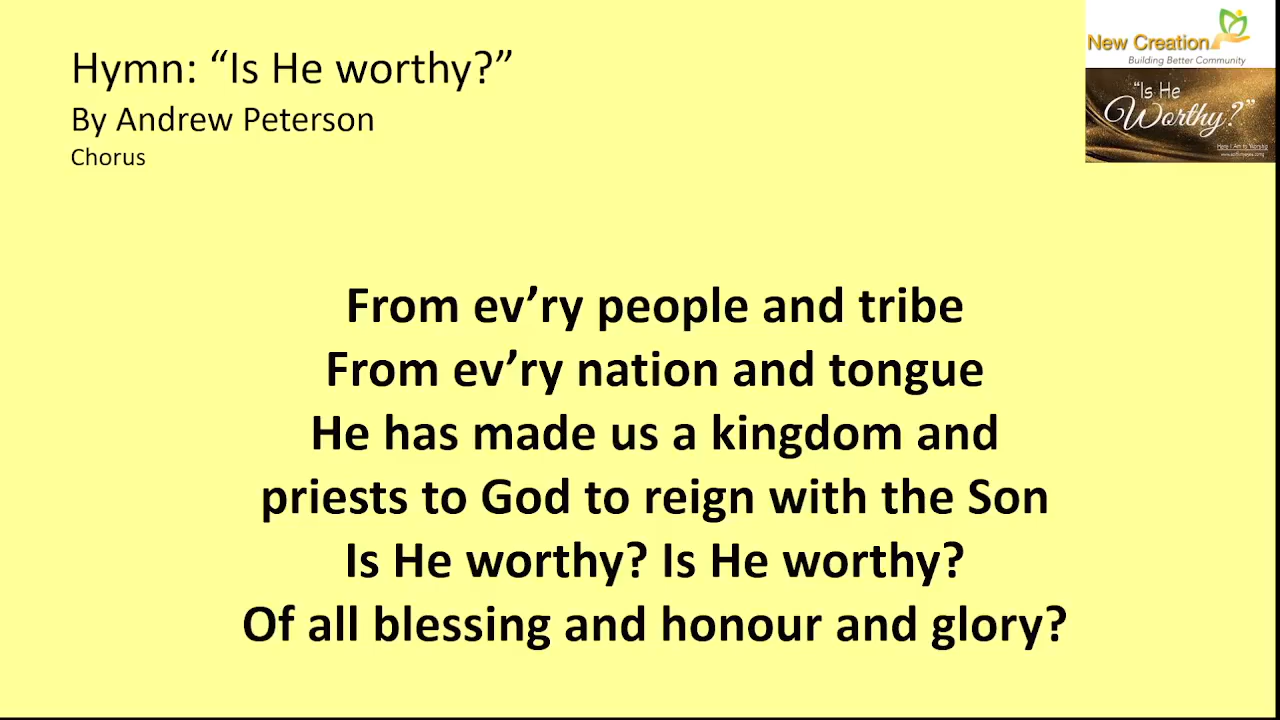 Hymn: “Is He worthy?”
By Andrew Peterson
Chorus
New Creation
Building Better Community
“Is He
Worthy?”
From ev’ry people and tribe
From ev’ry nation and tongue
He has made us a kingdom and
priests to God to reign with the Son
Is He worthy? Is He worthy?
Of all blessing and honour and glory?